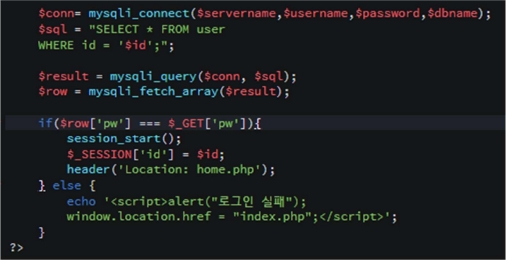 $conn= mysqli_connect($servername,$username,$password,$dbname);
$sql = "SELECT * FROM user
WHERE id = '$id';";
$result = mysqli_query($conn, $sql);
$row = mysqli_fetch_array($result);
if($row['pw'] === $_GET['pw']){
session_start();
$_SESSION['id'] = $id;
header('Location: home.php');
} else {
echo '<script>alert("로그인 실패");
window.location.href = "index.php";</script>';
}
?>